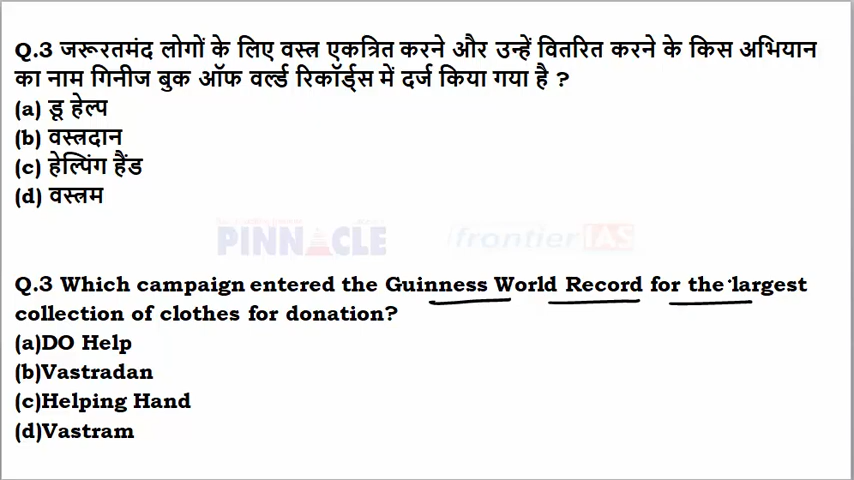 Q.3 जरूरतमंद लोगों के लिए वस्त्र एकत्रित करने और उन्हें वितरित करने के किस अभियान
का नाम गिनीज बुक ऑफ वर्ल्ड रिकॉर्ड्स में दर्ज किया गया है ?
(a) डू हेल्प
(b) वस्त्रदान
(c) हेल्पिंग हैंड
(d) वस्त्रम
PINNACLE frontierIAS
Q.3 Which campaign entered the Guinness World Record for the largest
collection of clothes for donation?
(a)DO Help
(b)Vastradan
(c)Helping Hand
(d)Vastram